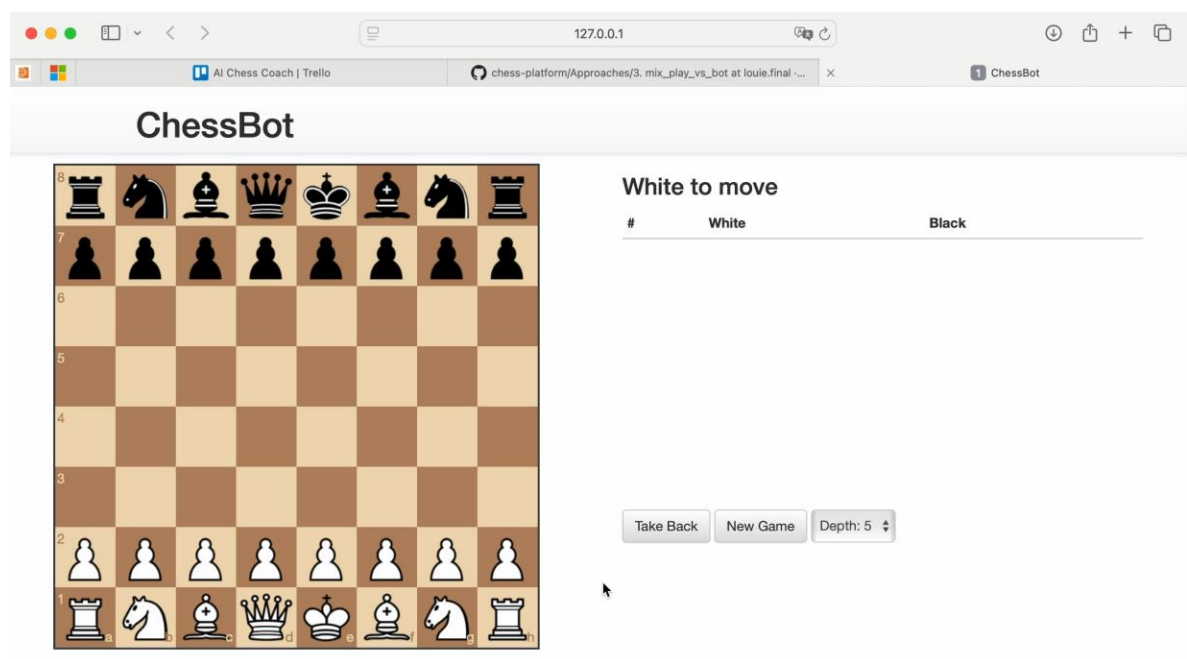 127.0.0.1
AI Chess Coach | Trello
chess-platform/Approaches/3. mix_play_vs_bot at louie.final -...
1 ChessBot
ChessBot
White to move
# White Black
8
7
6
5
4
3
2
1
a b c d e f g h
Take Back New Game Depth: 5